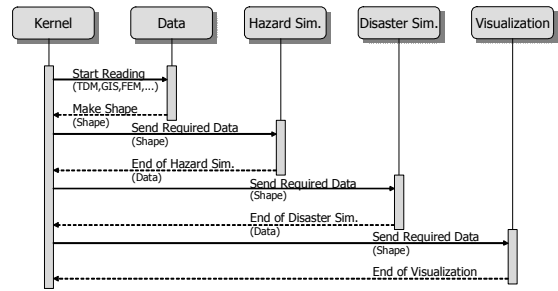 Kernel
Data
Hazard Sim.
Disaster Sim.
Visualization
Start Reading
(TDM,GIS,FEM,...)
Make Shape
(Shape)
Send Required Data
(Shape)
End of Hazard Sim.
(Data)
Send Required Data
(Shape)
End of Disaster Sim.
(Data)
Send Required Data
(Shape)
End of Visualization